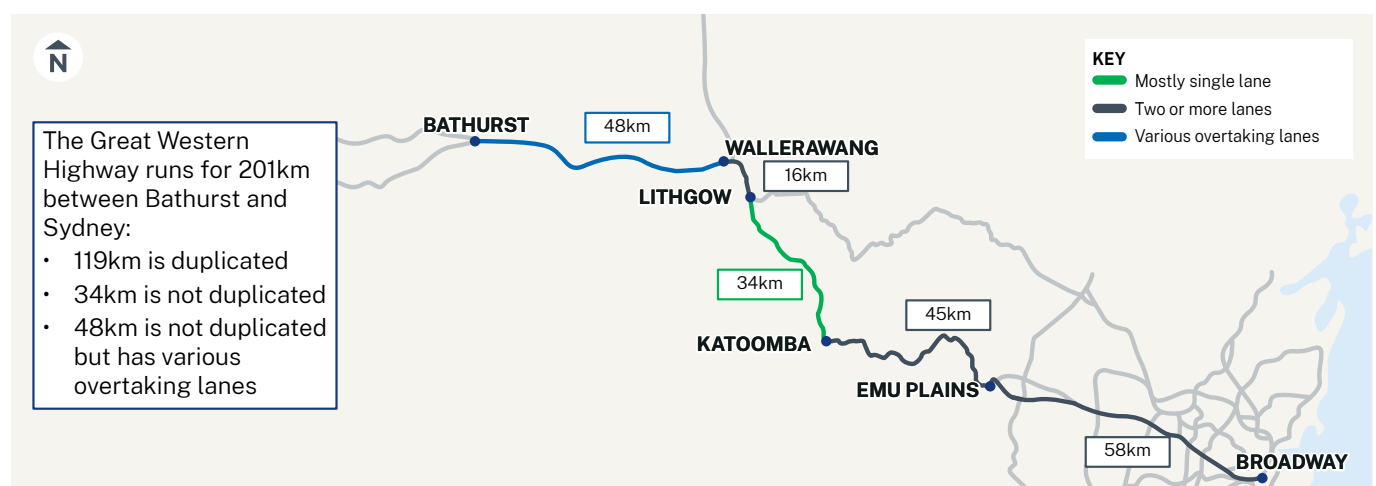 N
KEY
Mostly single lane
Two or more lanes
Various overtaking lanes
The Great Western
Highway runs for 201km
between Bathurst and
Sydney:
• 119km is duplicated
• 34km is not duplicated
• 48km is not duplicated
but has various
overtaking lanes
BATHURST
48km
WALLERAWANG
16km
LITHGOW
34km
KATOOMBA
45km
EMU PLAINS
58km
BROADWAY